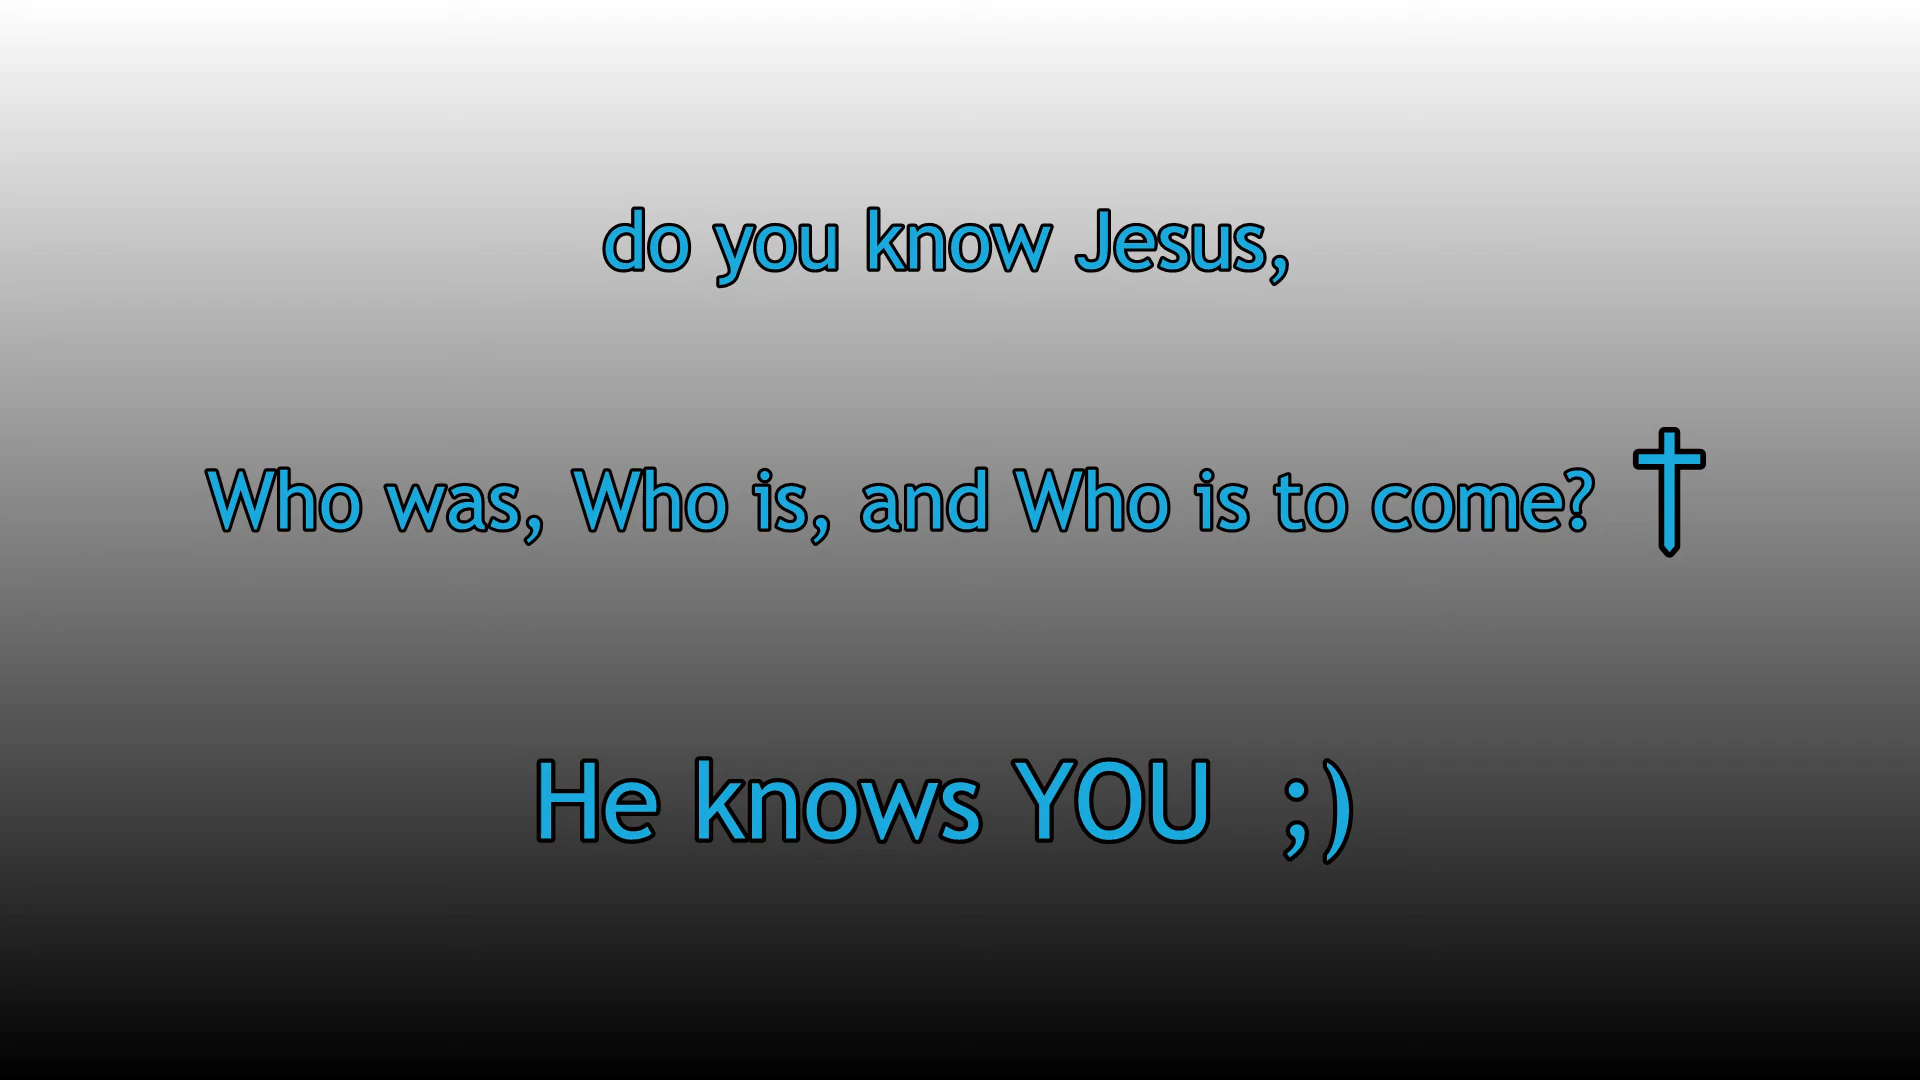 do you know Jesus,
Who was, Who is, and Who is to come? †
He knows YOU ;)